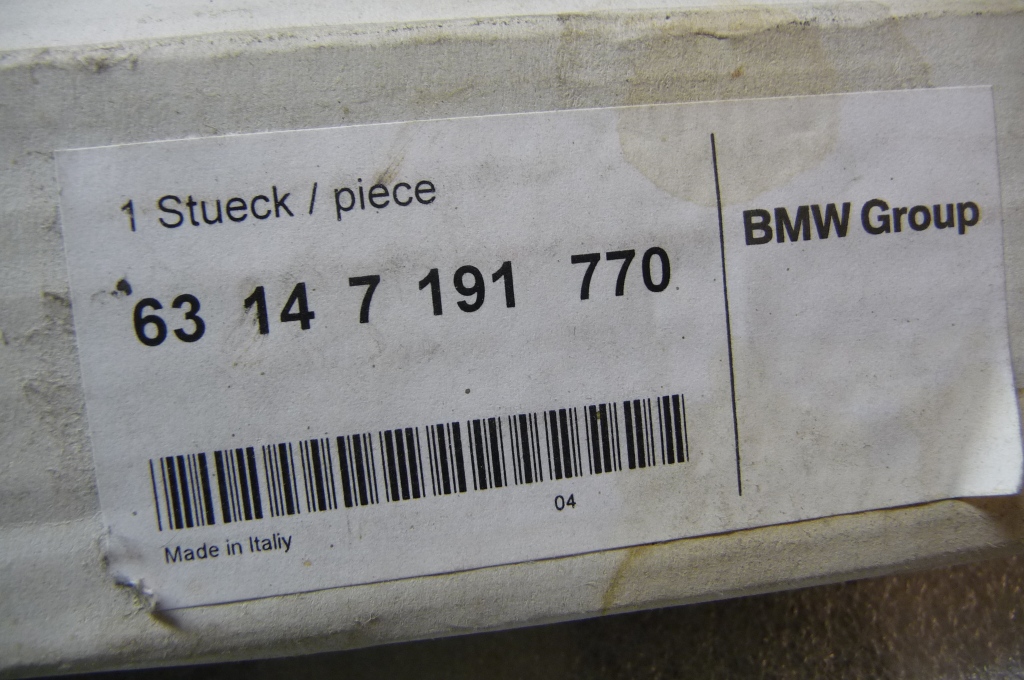 1 Stueck / piece
63 14 7 191 770
04
Made in Italiy
BMW Group